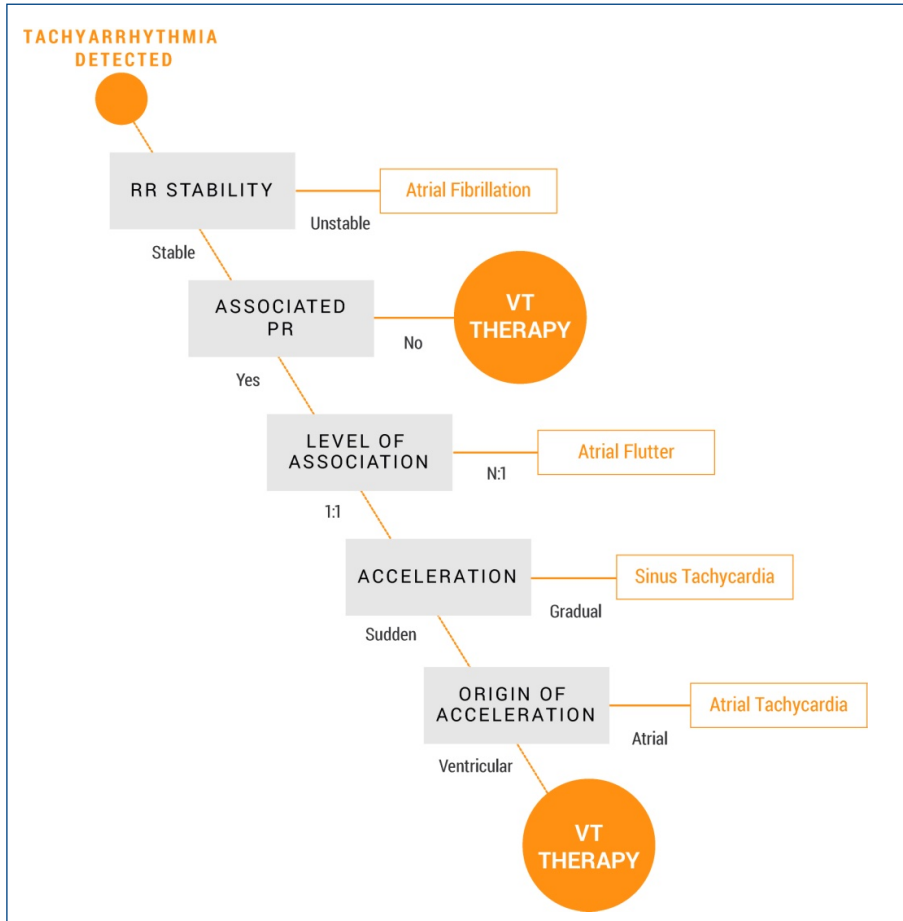 TACHYARRHYTHMIA
DETECTED
RR STABILITY
Atrial Fibrillation
Unstable
Stable
ASSOCIATED
PR
VT
THERAPY
No
Yes
LEVEL OF
ASSOCIATION
Atrial Flutter
N:1
1:1
ACCELERATION
Sinus Tachycardia
Gradual
Sudden
ORIGIN OF
ACCELERATION
Atrial Tachycardia
Atrial
Ventricular
VT
THERAPY